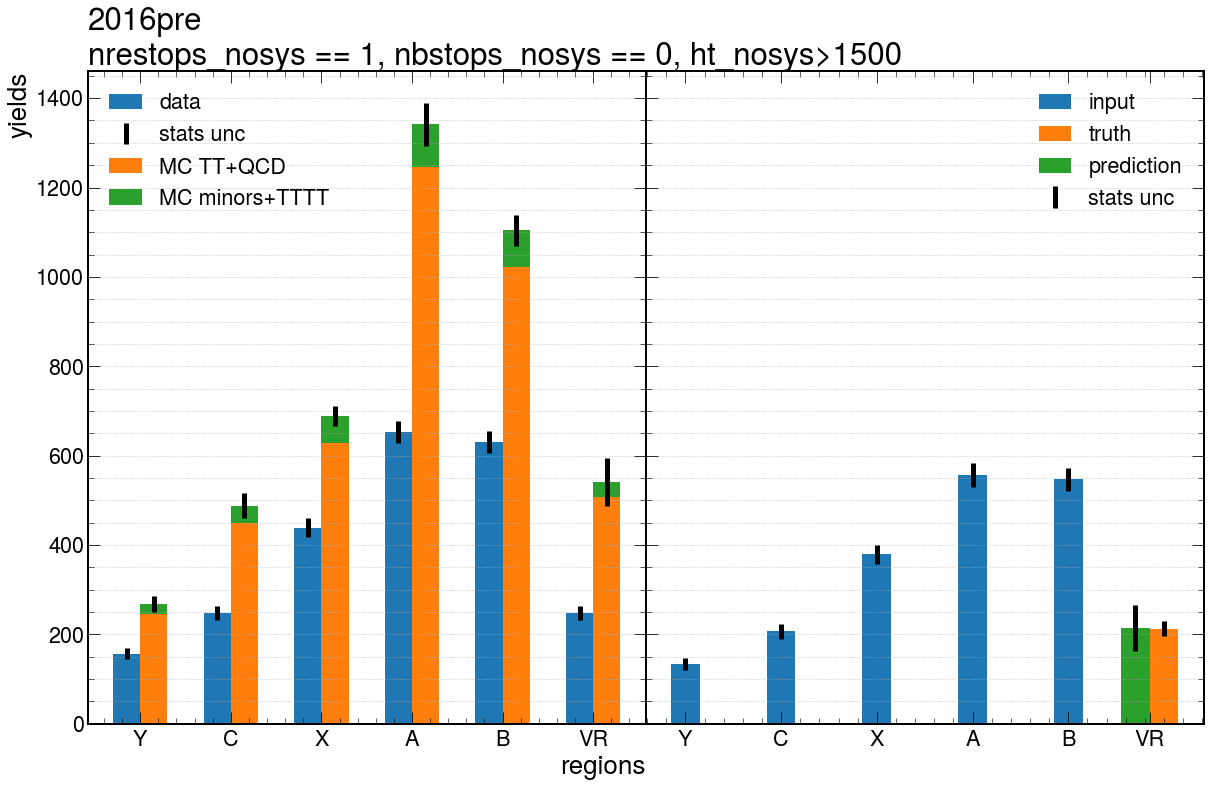 2016pre
nrestops_nosys == 1, nbstops_nosys == 0, ht_nosys>1500
yields
1400
1200
1000
800
600
400
200
0
data
stats unc
MC TT+QCD
MC minors+TTTT
input
truth
prediction
stats unc
Y C X A B VR
Y C X A B VR
regions